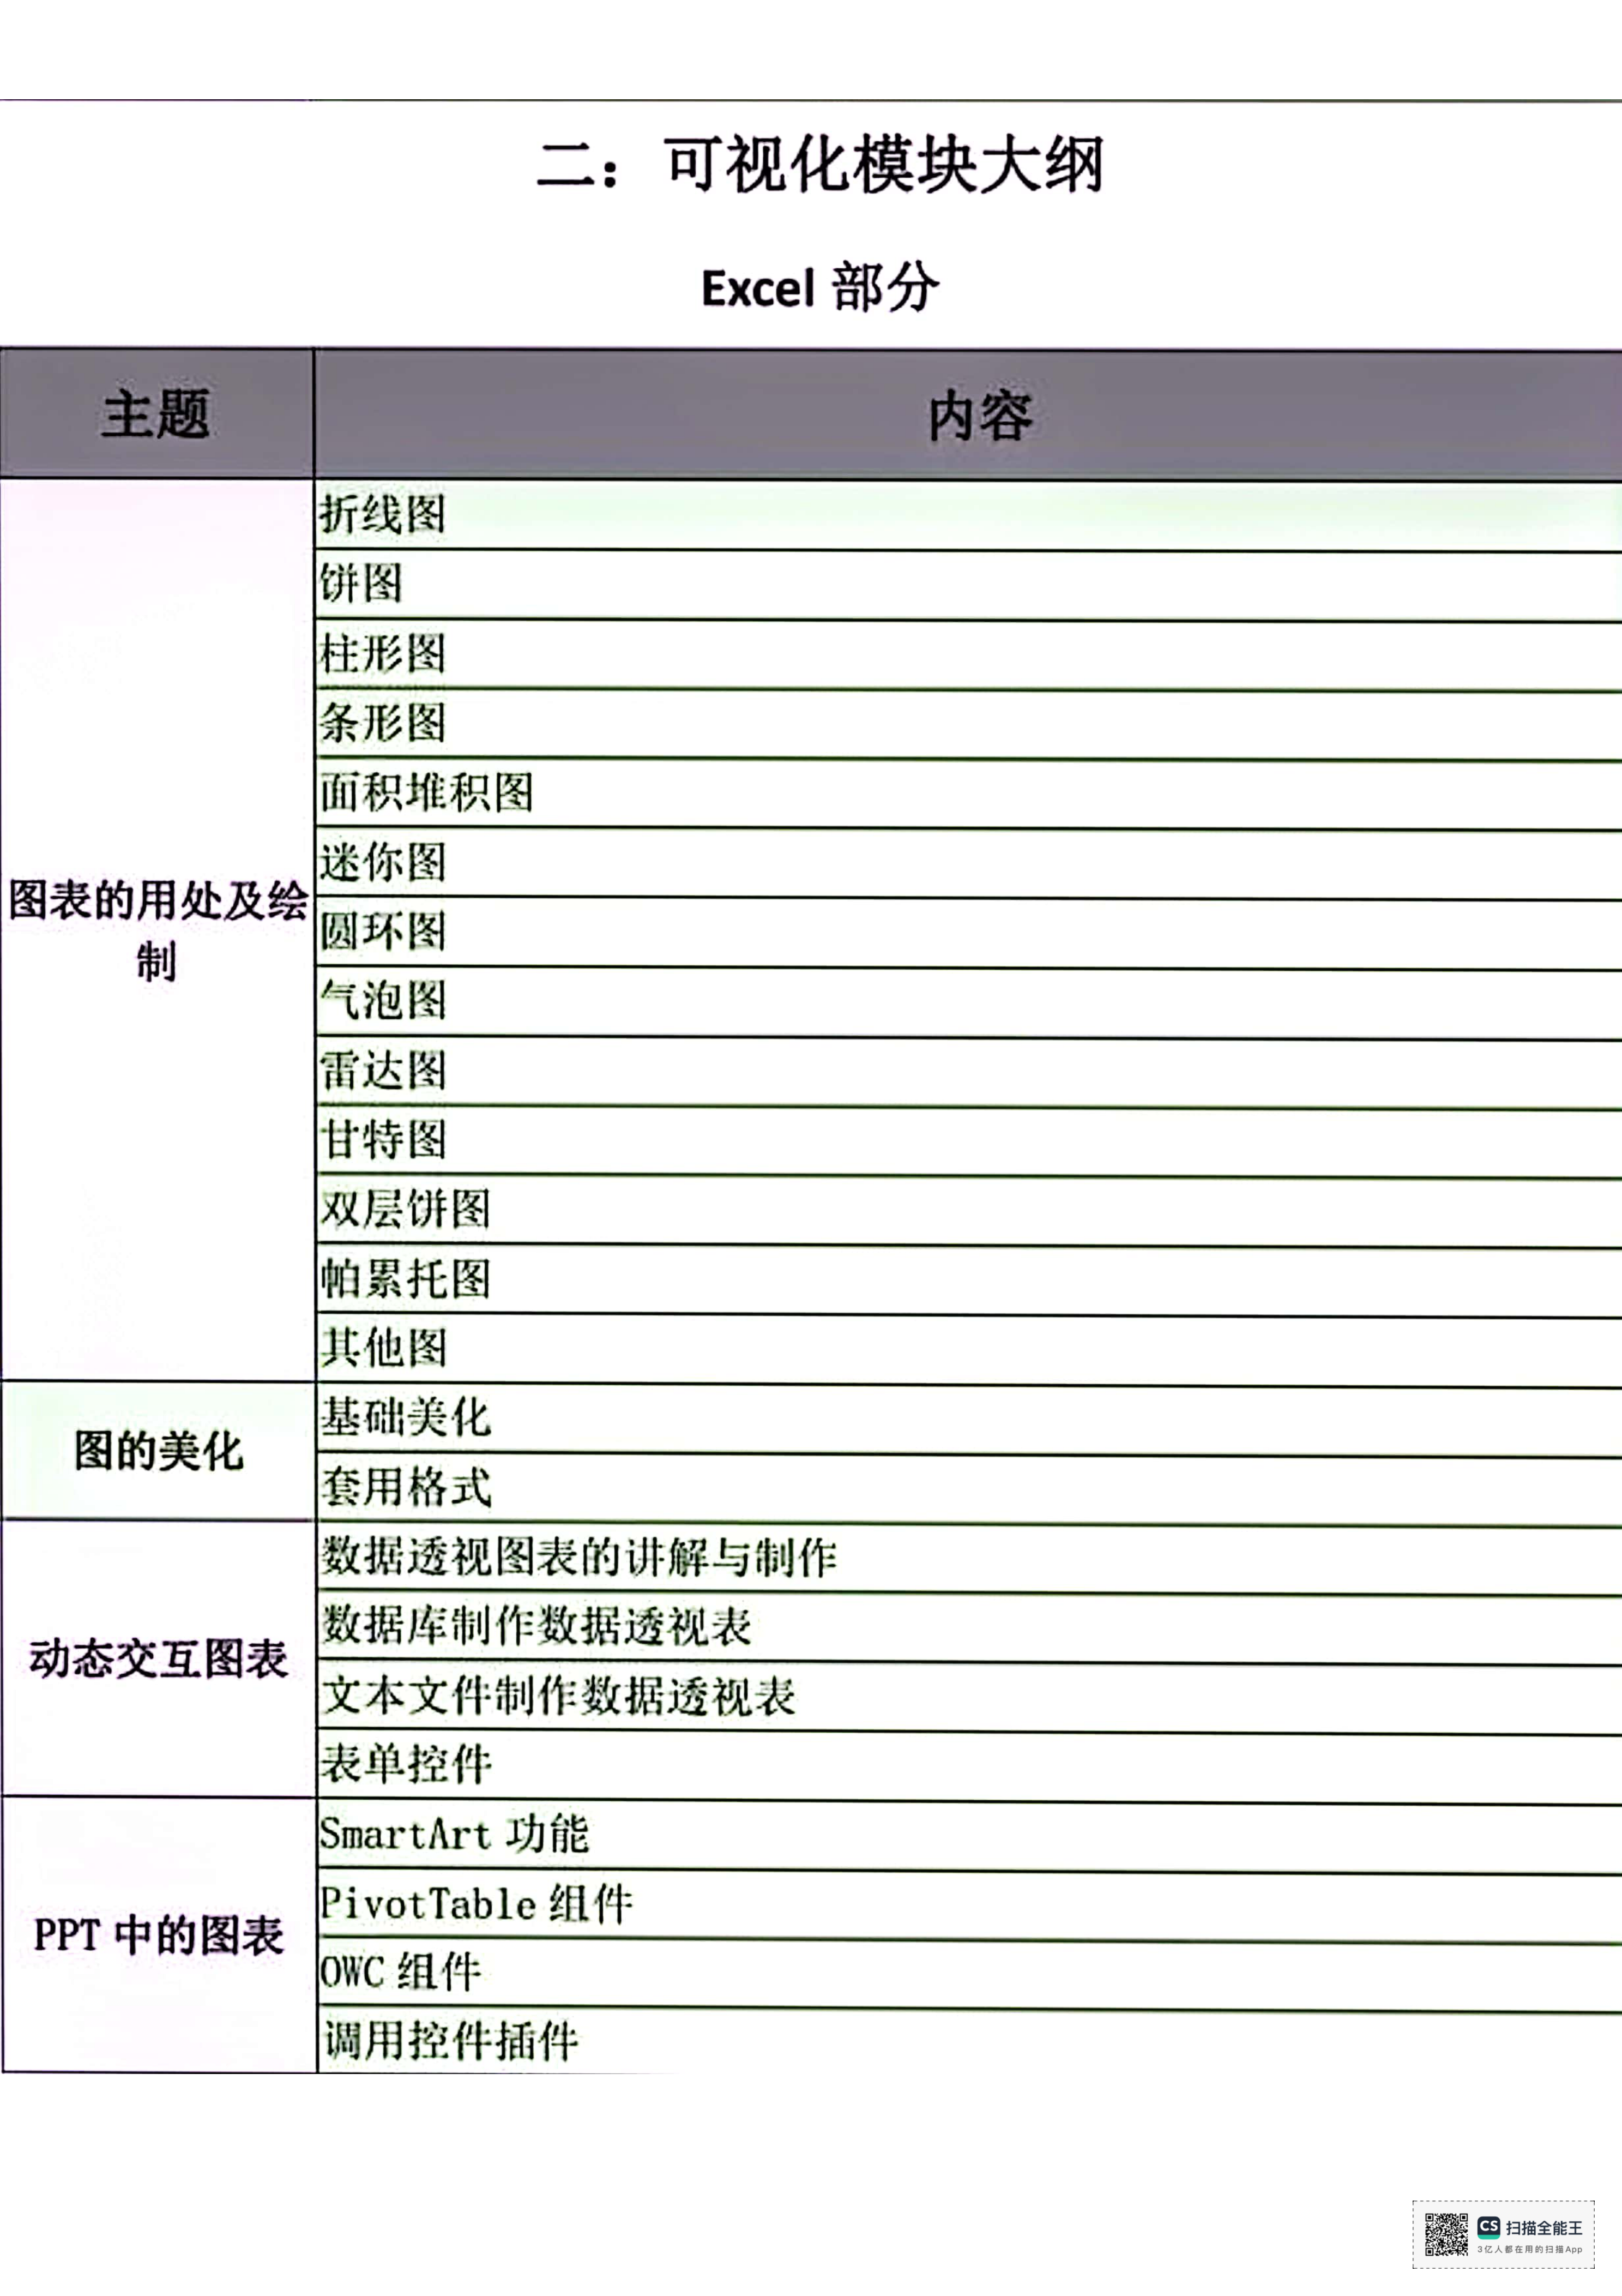 二：可视化模块大纲
Excel 部分
主题 内容
图表的用处及绘
制
折线图
饼图
柱形图
条形图
面积堆积图
迷你图
圆环图
气泡图
雷达图
甘特图
双层饼图
帕累托图
其他图
图的美化
基础美化
套用格式
动态交互图表
数据透视图表的讲解与制作
数据库制作数据透视表
文本文件制作数据透视表
表单控件
PPT 中的图表
SmartArt 功能
PivotTable 组件
OWC 组件
调用控件插件
CS 扫描全能王
3亿人都在用的扫描App